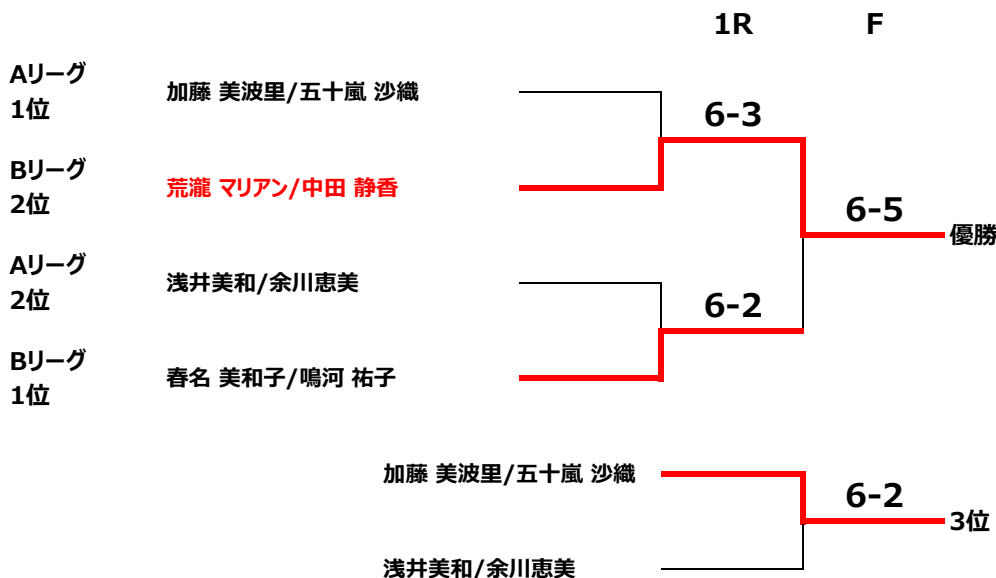 1R F
Aリーグ
1位
加藤 美波里/五十嵐 沙織
6-3
Bリーグ
2位
荒瀧 マリアン/中田 静香
6-5
優勝
Aリーグ
2位
浅井美和/余川恵美
6-2
Bリーグ
1位
春名 美和子/鳴河 祐子
加藤 美波里/五十嵐 沙織
6-2
3位
浅井美和/余川恵美